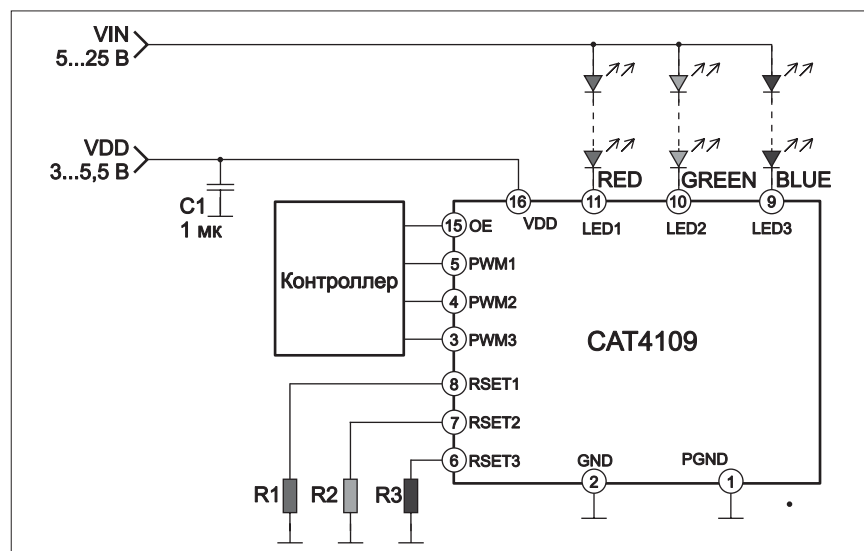 VIN
5...25 В
VDD
3...5,5 В
C1
1 мк
RED
GREEN
BLUE
16
11
10
9
VDD
LED1
LED2
LED3
Контроллер
15 OE
5 PWM1
4 PWM2
3 PWM3
8 RSET1
7 RSET2
6 RSET3
CAT4109
GND
PGND
2
1
R1
R2
R3